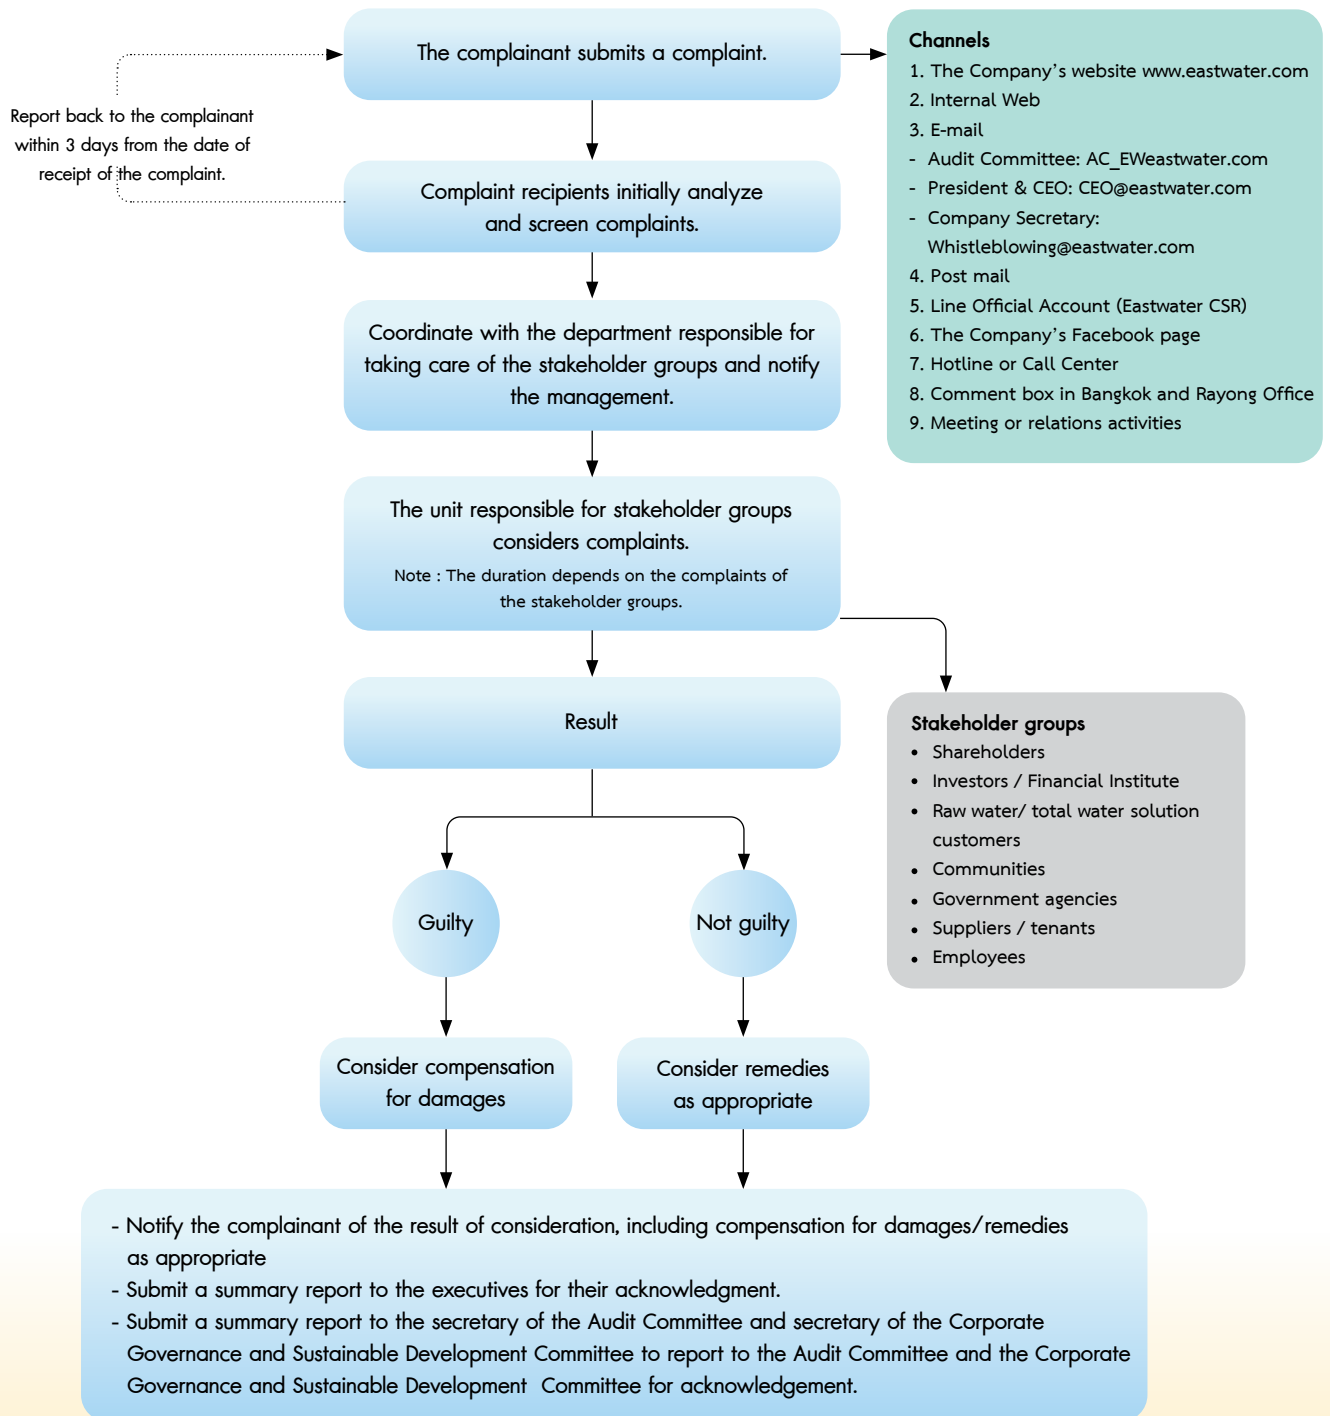 The complainant submits a complaint.
Channels
1. The Company's website www.eastwater.com
2. Internal Web
3. E-mail
- Audit Committee: AC_EWeastwater.com
- President & CEO: CEO@eastwater.com
- Company Secretary:
Whistleblowing@eastwater.com
4. Post mail
5. Line Official Account (Eastwater CSR)
6. The Company's Facebook page
7. Hotline or Call Center
8. Comment box in Bangkok and Rayong Office
9. Meeting or relations activities
Report back to the complainant
within 3 days from the date of
receipt of the complaint.
Complaint recipients initially analyze
and screen complaints.
Coordinate with the department responsible for
taking care of the stakeholder groups and notify
the management.
The unit responsible for stakeholder groups
considers complaints.
Note : The duration depends on the complaints of
the stakeholder groups.
Result
Stakeholder groups
• Shareholders
• Investors / Financial Institute
• Raw water/ total water solution
customers
• Communities
• Government agencies
• Suppliers / tenants
• Employees
Guilty
Not guilty
Consider compensation
for damages
Consider remedies
as appropriate
- Notify the complainant of the result of consideration, including compensation for damages/remedies
as appropriate
- Submit a summary report to the executives for their acknowledgment.
- Submit a summary report to the secretary of the Audit Committee and secretary of the Corporate
Governance and Sustainable Development Committee to report to the Audit Committee and the Corporate
Governance and Sustainable Development Committee for acknowledgement.